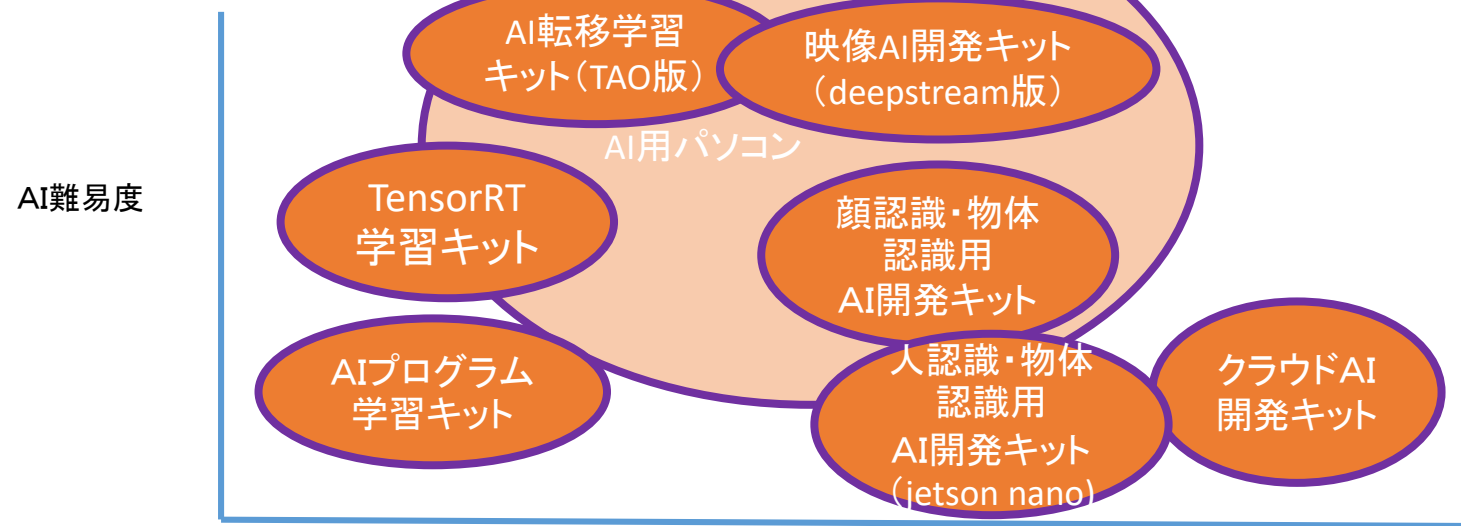 AI転移学習
キット（TAO版）
映像AI開発キット
（deepstream版）
AI用パソコン
AI難易度
TensorRT
学習キット
顔認識・物体
認識用
AI開発キット
AIプログラム
学習キット
人認識・物体
認識用
AI開発キット
（jetson nano)
クラウドAI
開発キット